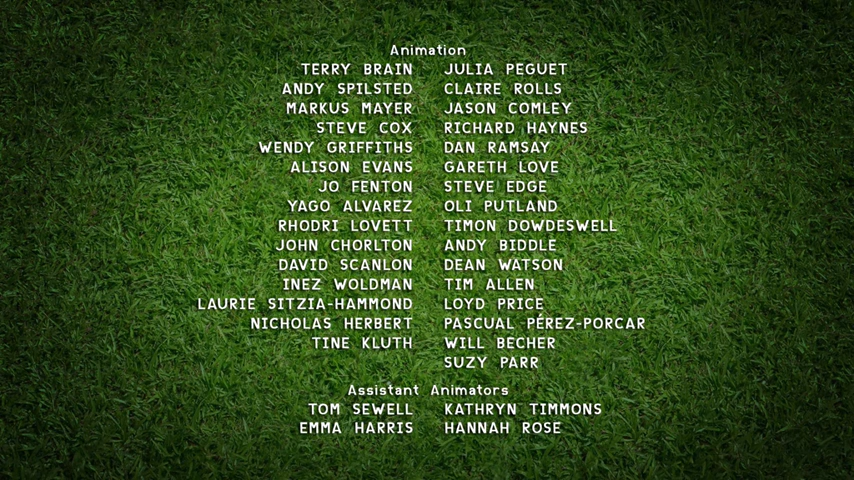 Animation
TERRY BRAIN JULIA PEGUET
ANDY SPILSTED CLAIRE ROLLS
MARKUS MAYER JASON COMLEY
STEVE COX RICHARD HAYNES
WENDY GRIFFITHS DAN RAMSAY
ALISON EVANS GARETH LOVE
JO FENTON STEVE EDGE
YAGO ALVAREZ OLI PUTLAND
RHODRI LOVETT TIMON DOWDESWELL
JOHN CHORLTON ANDY BIDDLE
DAVID SCANLON DEAN WATSON
INEZ WOLDMAN TIM ALLEN
LAURIE SITZIA-HAMMOND LOYD PRICE
NICHOLAS HERBERT PASCUAL PÉREZ-PORCAR
TINE KLUTH WILL BECHER
SUZY PARR
Assistant Animators
TOM SEWELL KATHRYN TIMMONS
EMMA HARRIS HANNAH ROSE